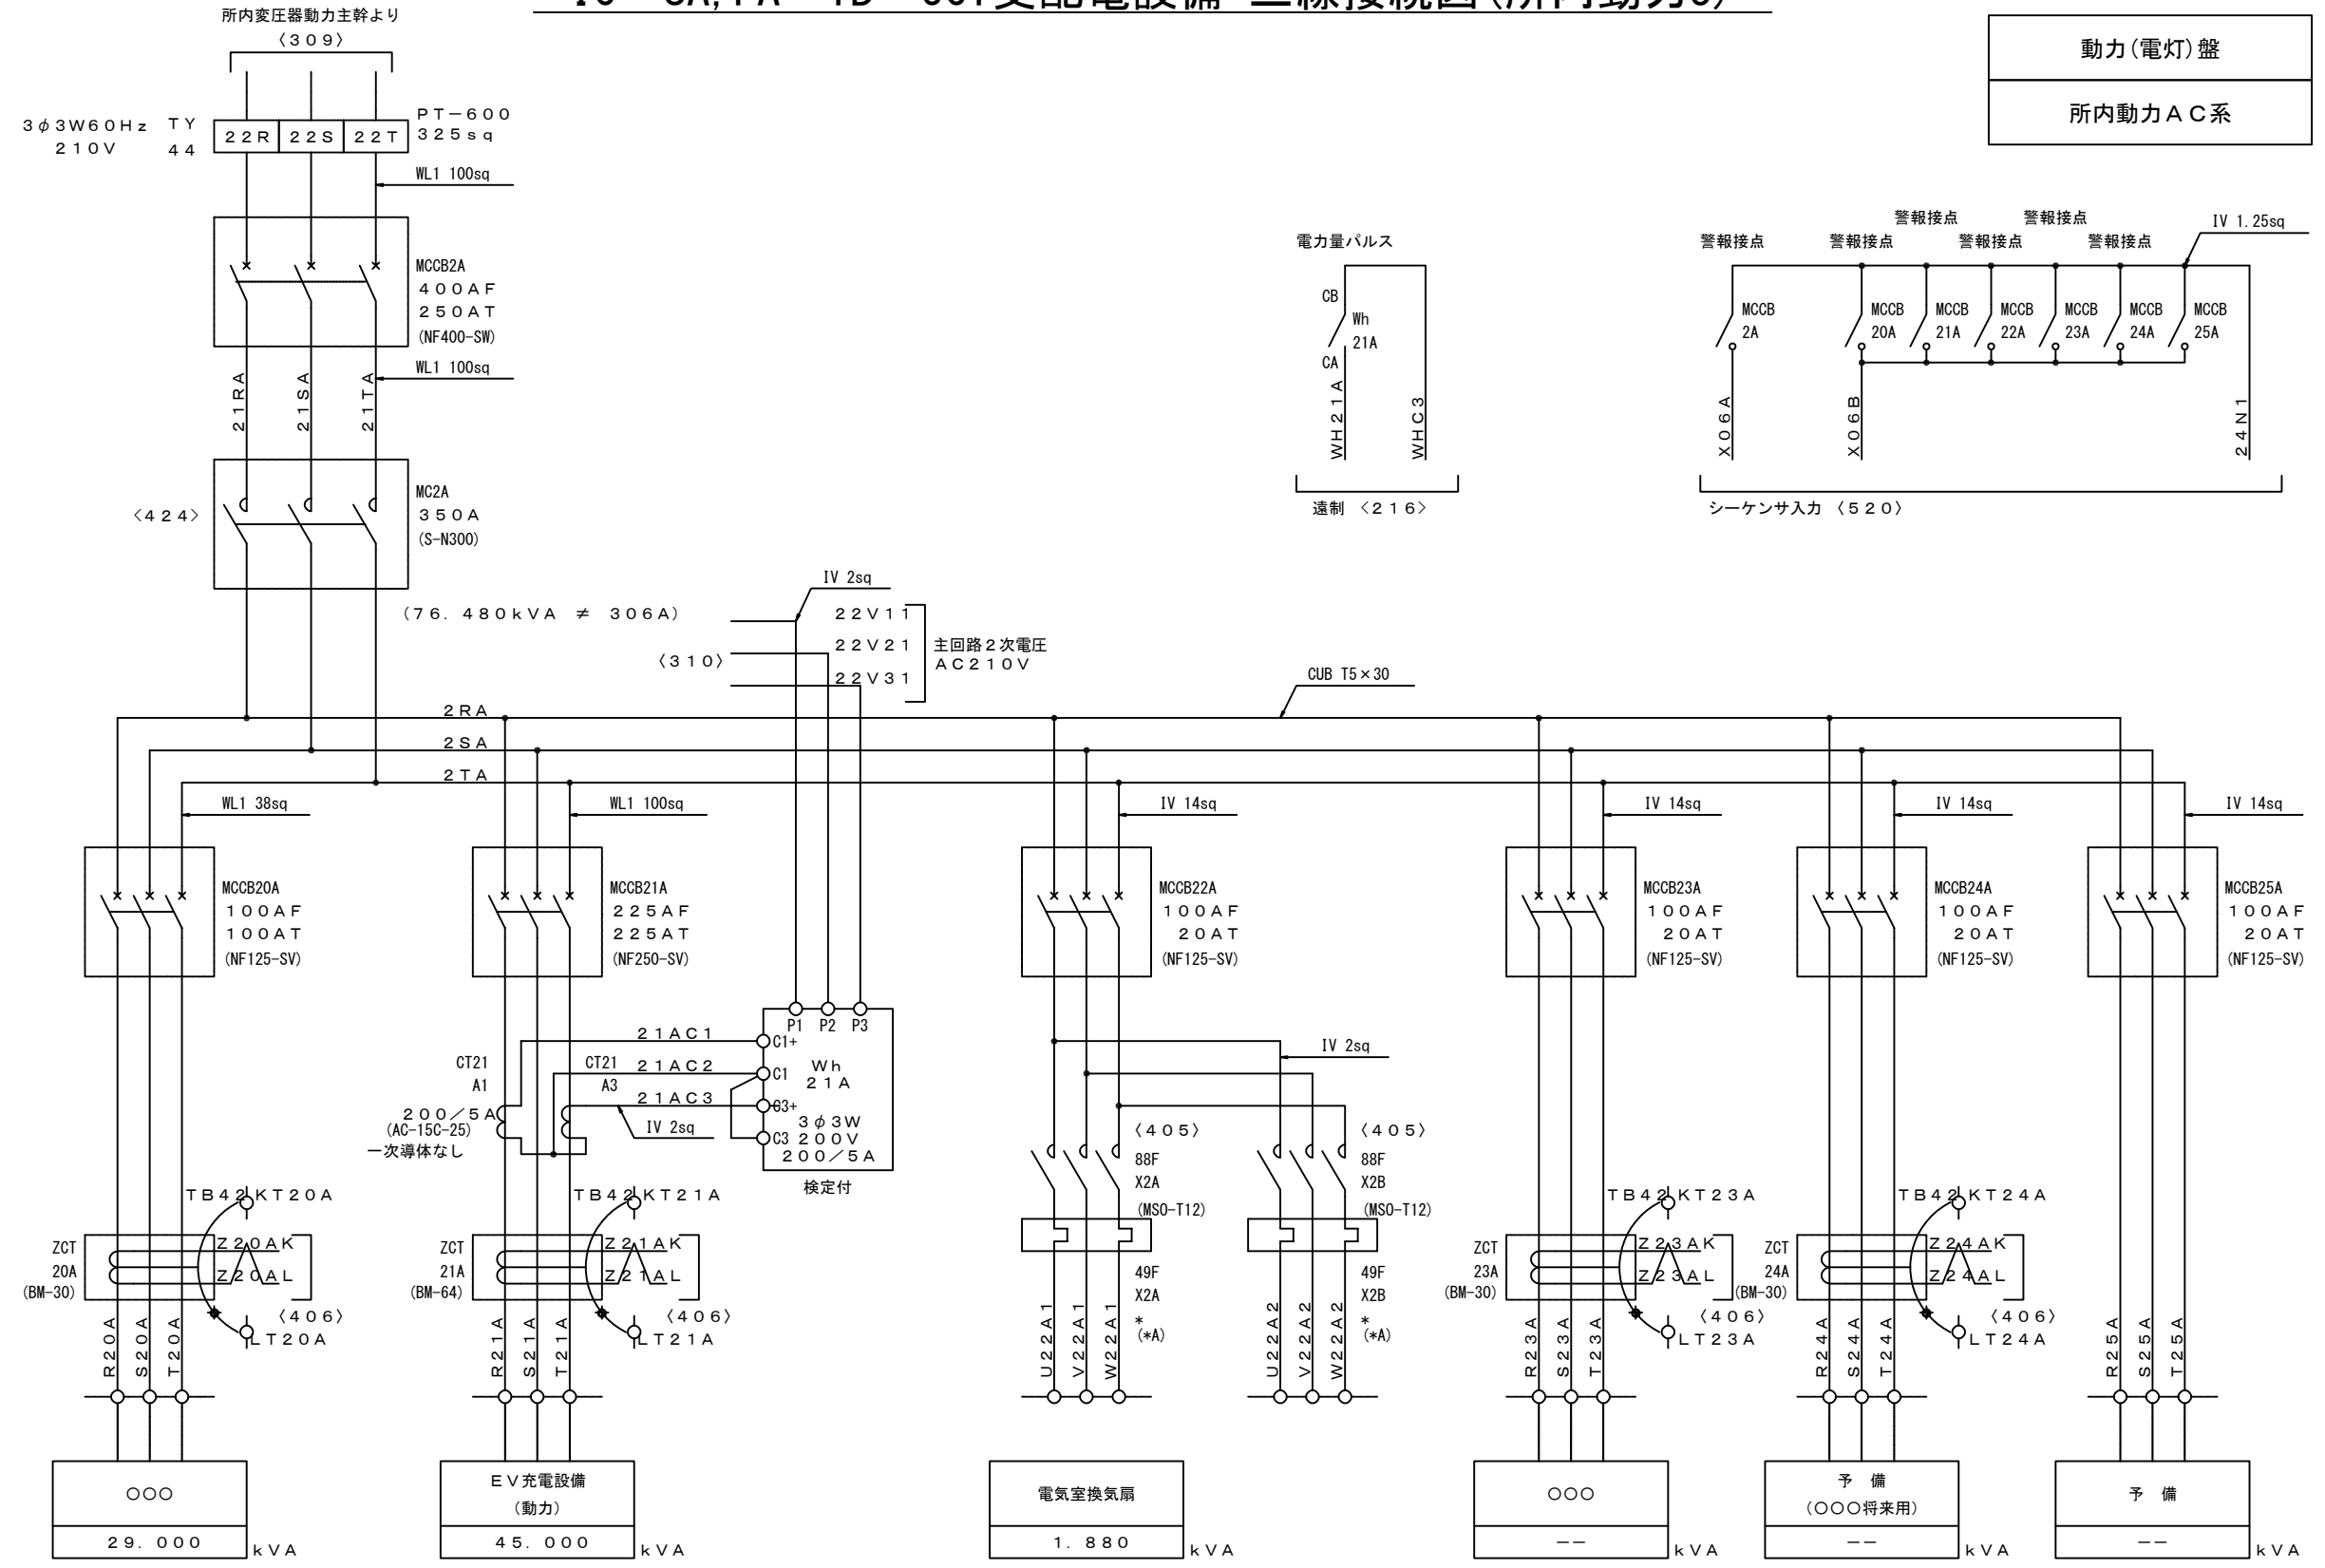 所内変圧器動力主幹より
〈309〉
動力(電灯)盤
所内動力AC系
3φ3W60Hz
210V
TY
44
22R 22S 22T
PT-600
325sq
WL1 100sq
MCCB2A
400AF
250AT
(NF400-SW)
WL1 100sq
21RA
21SA
21TA
〈424〉
MC2A
350A
(S-N300)
電力量パルス
CB
Wh
21A
CA
WH21A
WHC3
遠制 〈216〉
警報接点
警報接点
警報接点
警報接点
警報接点
警報接点
IV 1.25sq
MCCB
2A
MCCB
20A
MCCB
21A
MCCB
22A
MCCB
23A
MCCB
24A
MCCB
25A
X06A
X06B
24N1
シーケンサ入力 〈520〉
IV 2sq
(76. 480kVA ≠ 306A)
22V11
22V21
22V31
〈310〉
主回路2次電圧
AC210V
CUB T5×30
2RA
2SA
2TA
WL1 38sq
WL1 100sq
IV 14sq
IV 14sq
IV 14sq
IV 14sq
MCCB20A
100AF
100AT
(NF125-SV)
MCCB21A
225AF
225AT
(NF250-SV)
MCCB22A
100AF
20AT
(NF125-SV)
MCCB23A
100AF
20AT
(NF125-SV)
MCCB24A
100AF
20AT
(NF125-SV)
MCCB25A
100AF
20AT
(NF125-SV)
CT21
A1
200/5A
(AC-15C-25)
一次導体なし
CT21
A3
21AC1
21AC2
21AC3
IV 2sq
P1 P2 P3
C1+
C1
C3+
C3
Wh
21A
3φ3W
200V
200/5A
検定付
IV 2sq
〈405〉
88F
X2A
(MSO-T12)
49F
X2A
*
(*A)
〈405〉
88F
X2B
(MSO-T12)
49F
X2B
*
(*A)
TB42 KT20A
ZCT
20A
(BM-30)
Z20AK
Z20AL
〈406〉
LT20A
TB42 KT21A
ZCT
21A
(BM-64)
Z21AK
Z21AL
〈406〉
LT21A
TB42 KT23A
ZCT
23A
(BM-30)
Z23AK
Z23AL
〈406〉
LT23A
TB42 KT24A
ZCT
24A
(BM-30)
Z24AK
Z24AL
〈406〉
LT24A
R20A
S20A
T20A
R21A
S21A
T21A
U22A1
V22A1
W22A1
U22A2
V22A2
W22A2
R23A
S23A
T23A
R24A
S24A
T24A
R25A
S25A
T25A
○○○
29. 000
kVA
EV充電設備
(動力)
45. 000
kVA
電気室換気扇
1. 880
kVA
○○○
--
kVA
予 備
(○○○将来用)
--
kVA
予 備
--
kVA